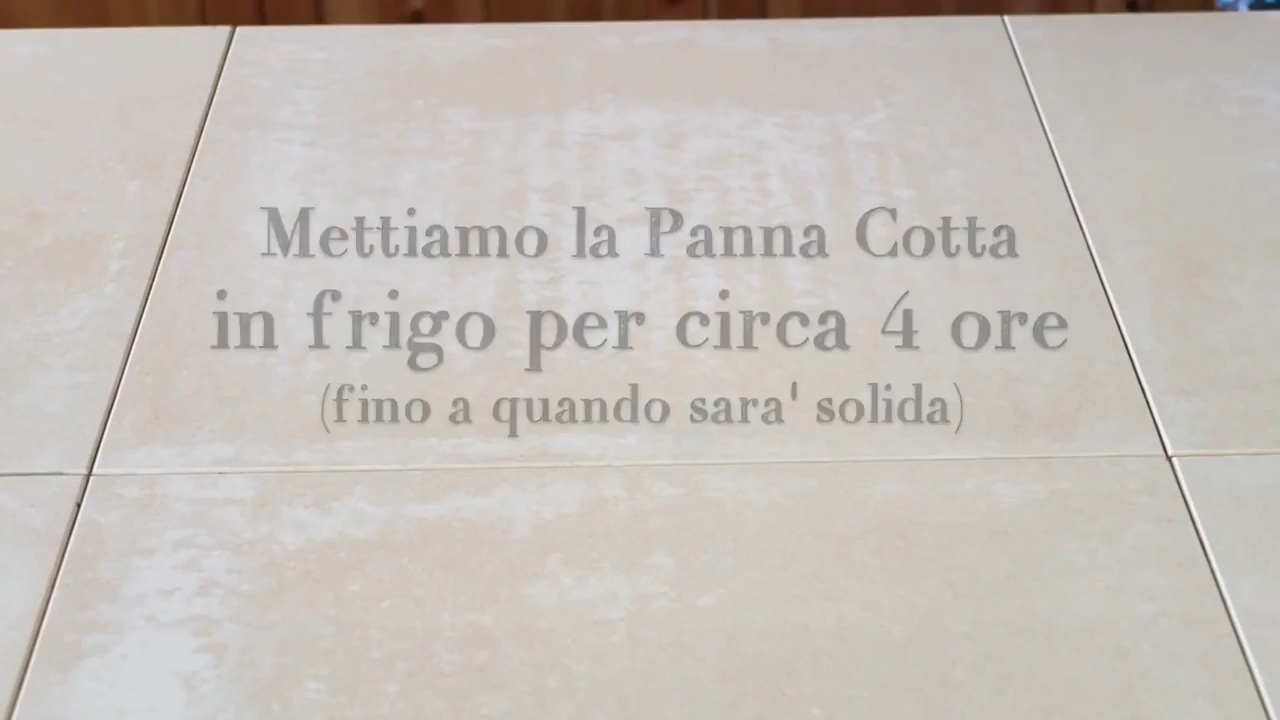 Mettiamo la Panna Cotta
in frigo per circa 4 ore
(fino a quando sara' solida)